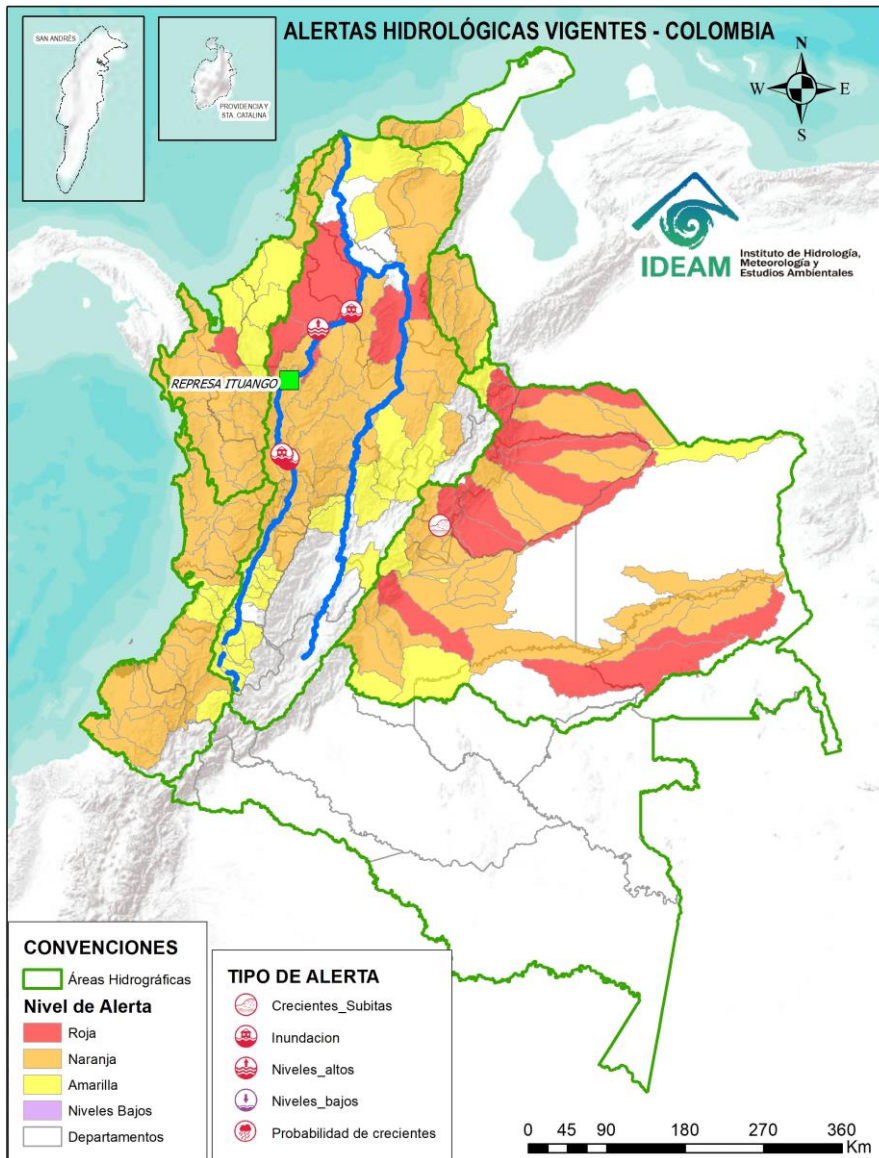 ALERTAS HIDROLÓGICAS VIGENTES - COLOMBIA
SAN ANDRÉS
PROVIDENCIA Y
STA. CATALINA
N
W E
S
IDEAM
Instituto de Hidrología,
Meteorología y
Estudios Ambientales
REPRESA ITUANGO
CONVENCIONES
Áreas Hidrográficas
Nivel de Alerta
Roja
Naranja
Amarilla
Niveles Bajos
Departamentos
TIPO DE ALERTA
Crecientes_Subitas
Inundacion
Niveles_altos
Niveles_bajos
Probabilidad de crecientes
0 45 90 180 270 360
Km